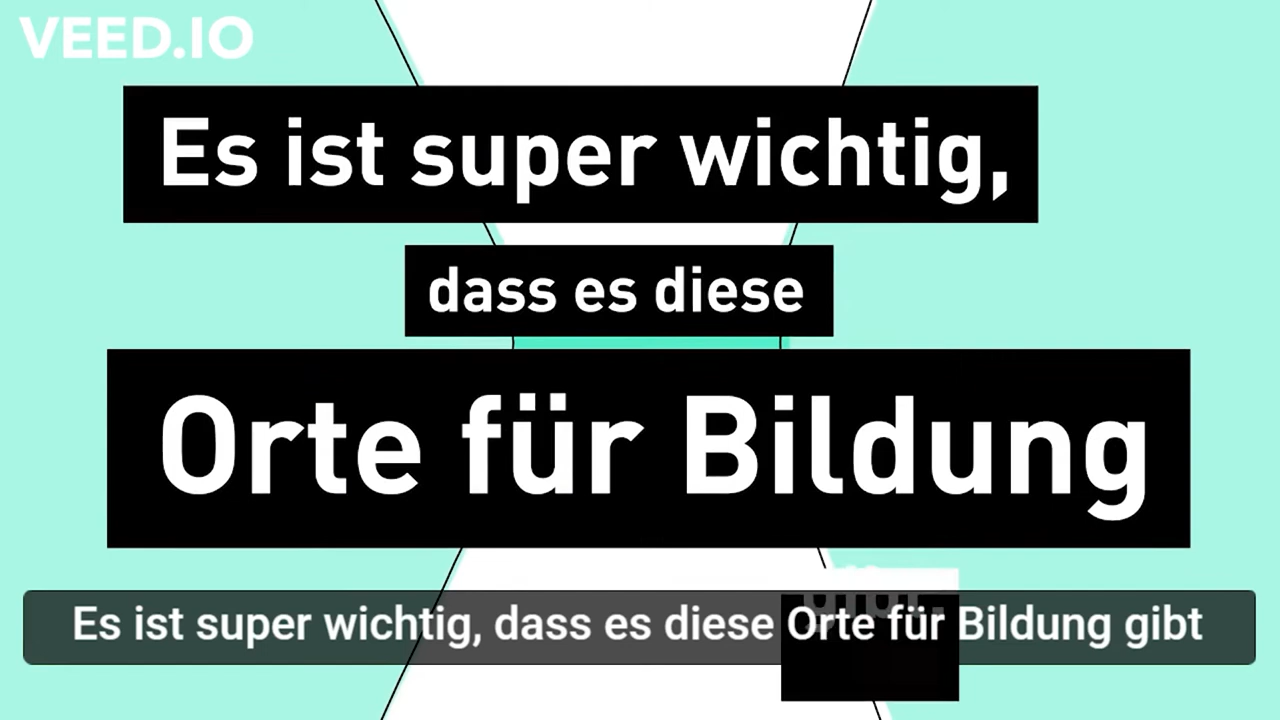 VEED.IO
Es ist super wichtig,
dass es diese
Orte für Bildung
Es ist super wichtig, dass es diese Orte für Bildung gibt